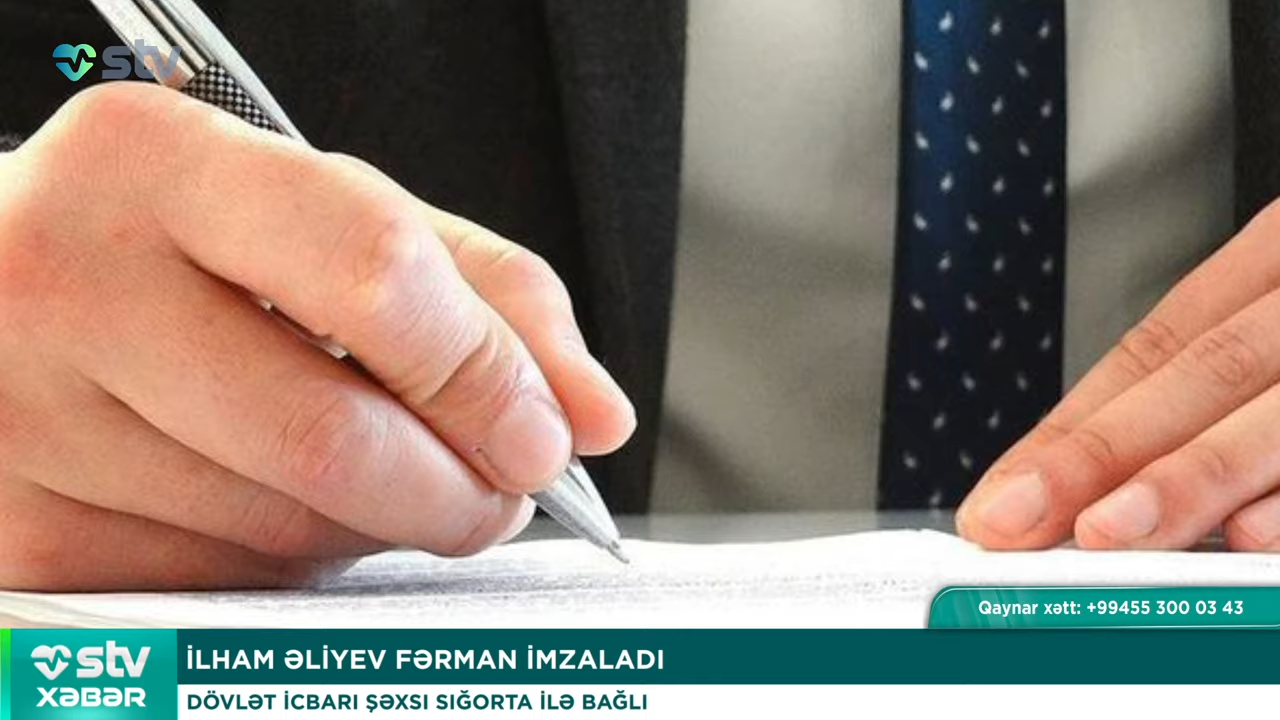 stv
Qaynar xətt: +99455 300 03 43
stv
XƏBƏR
İLHAM ƏLİYEV FƏRMAN İMZALADI
DÖVLƏT İCBARI ŞƏXSI SIĞORTA İLƏ BAĞLI